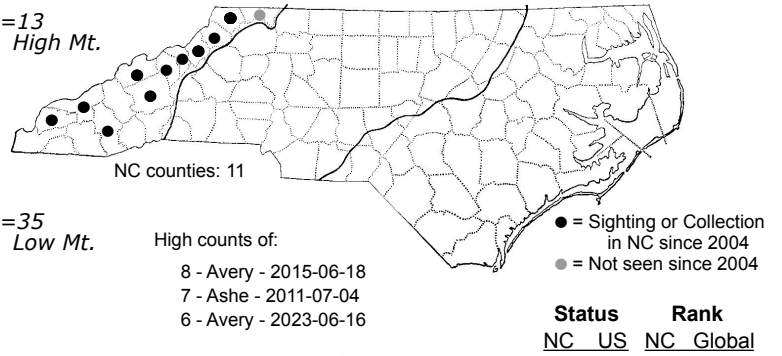 =13
High Mt.
NC counties: 11
=35
Low Mt.
High counts of:
8 - Avery - 2015-06-18
7 - Ashe - 2011-07-04
6 - Avery - 2023-06-16
= Sighting or Collection
in NC since 2004
= Not seen since 2004
Status Rank
NC US NC Global